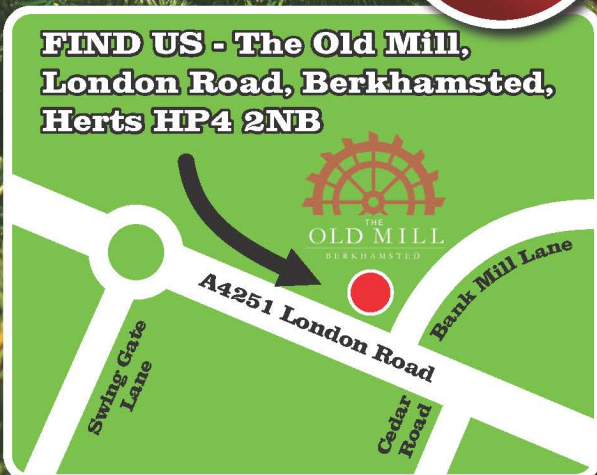 FIND US - The Old Mill,
London Road, Berkhamsted,
Herts HP4 2NB
THE
OLD MILL
BERKHAMSTED
Bank Mill Lane
A4251 London Road
Swing Gate
Lane
Cedar
Road